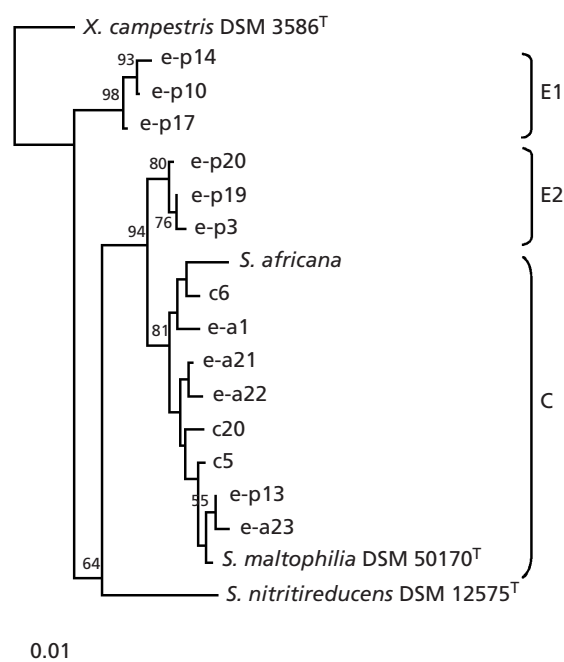 X. campestris DSM 3586ᵀ
93 e-p14
98 e-p10
e-p17
E1
80 e-p20
e-p19
76 e-p3
E2
94
S. africana
c6
81 e-a1
e-a21
e-a22
C
c20
c5
55 e-p13
e-a23
S. maltophilia DSM 50170ᵀ
64
S. nitritireducens DSM 12575ᵀ
0.01